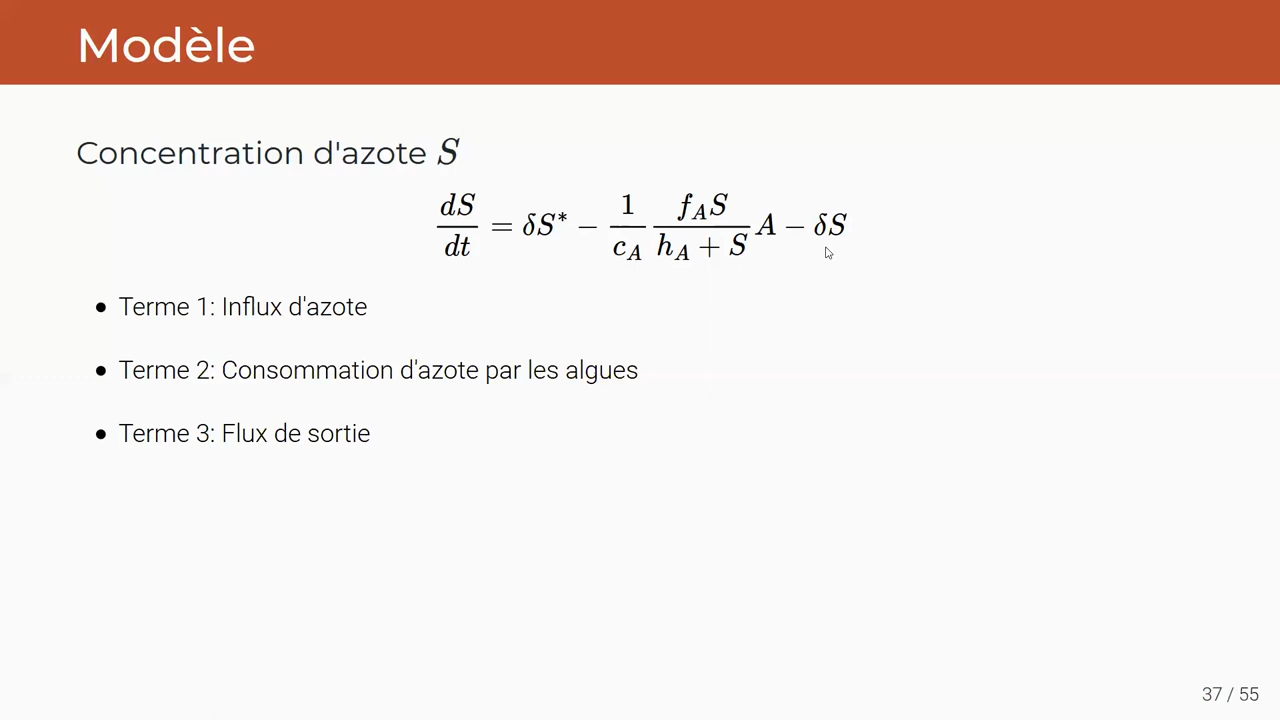 Modèle
Concentration d'azote S
dS/dt = δS* − 1/c_A f_A S/(h_A + S) A − δS
• Terme 1: Influx d'azote
• Terme 2: Consommation d'azote par les algues
• Terme 3: Flux de sortie
37 / 55